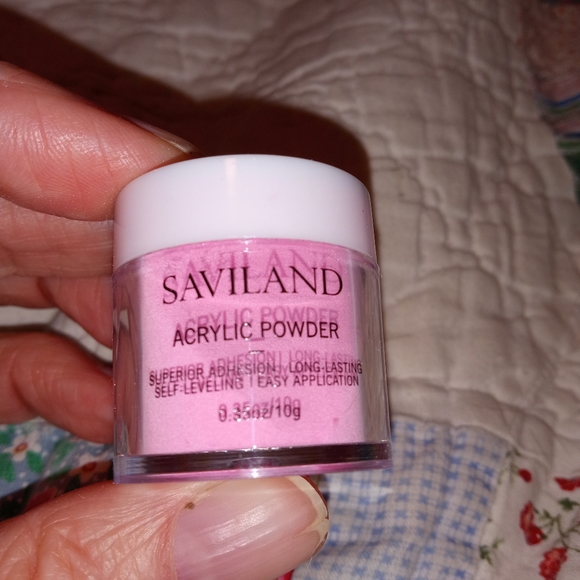 SAVILAND
ACRYLIC POWDER
SUPERIOR ADHESION | LONG-LASTING
SELF-LEVELING | EASY APPLICATION
0.35oz/10g